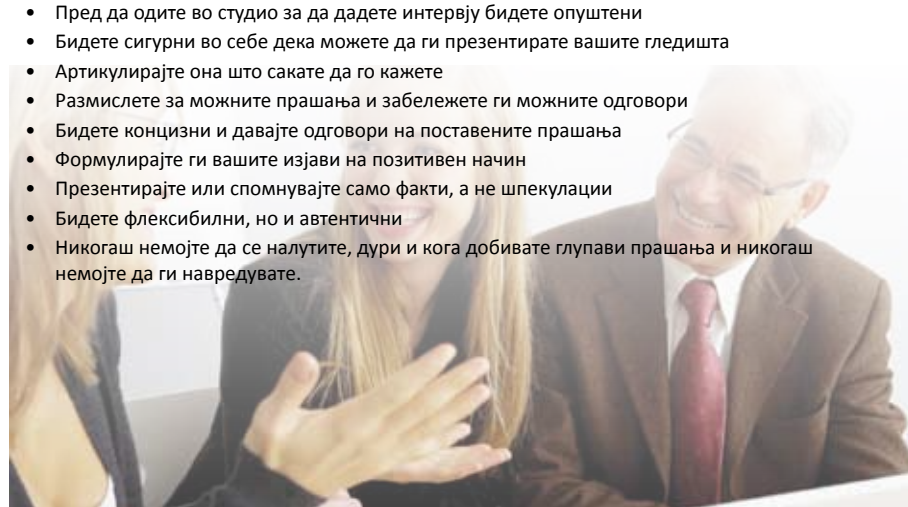 • Пред да одите во студио за да дадете интервју бидете опуштени
• Бидете сигурни во себе дека можете да ги презентирате вашите гледишта
• Артикулирајте она што сакате да го кажете
• Размислете за можните прашања и забележете ги можните одговори
• Бидете концизни и давајте одговори на поставените прашања
• Формулирајте ги вашите изјави на позитивен начин
• Презентирајте или спомнувајте само факти, а не шпекулации
• Бидете флексибилни, но и автентични
• Никогаш немојте да се налутите, дури и кога добивате глупави прашања и никогаш
немојте да ги навредувате.